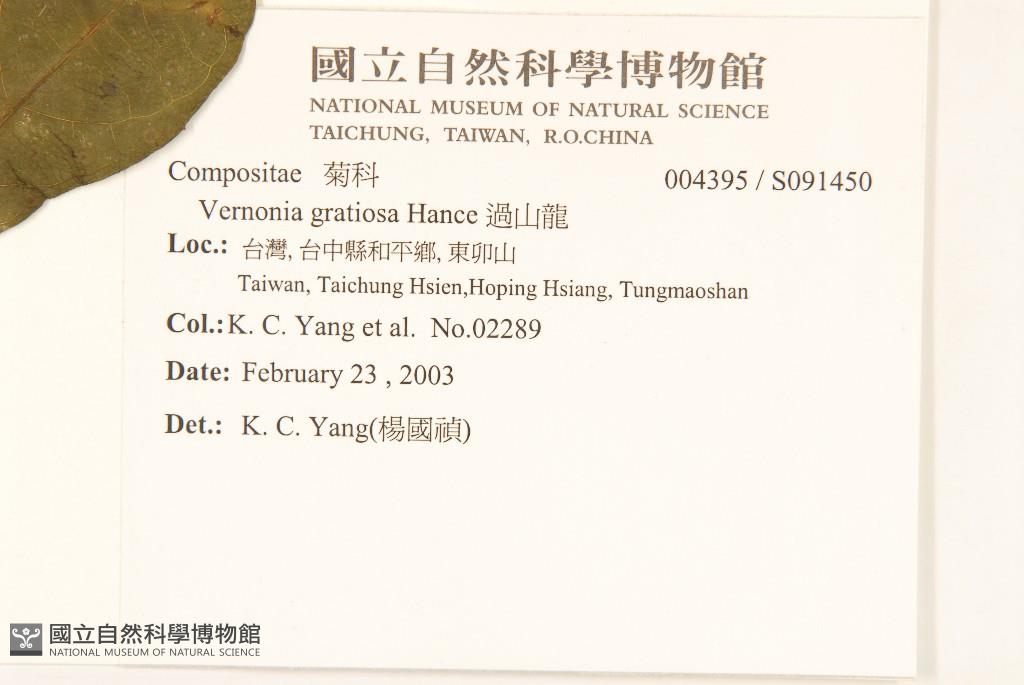 國立自然科學博物館
NATIONAL MUSEUM OF NATURAL SCIENCE
TAICHUNG, TAIWAN, R.O.CHINA
Compositae 菊科 004395 / S091450
Vernonia gratiosa Hance 過山龍
Loc.: 台灣, 台中縣和平鄉, 東卯山
Taiwan, Taichung Hsien,Hoping Hsiang, Tungmaoshan
Col.: K. C. Yang et al. No.02289
Date: February 23 , 2003
Det.: K. C. Yang(楊國禎)
國立自然科學博物館
NATIONAL MUSEUM OF NATURAL SCIENCE